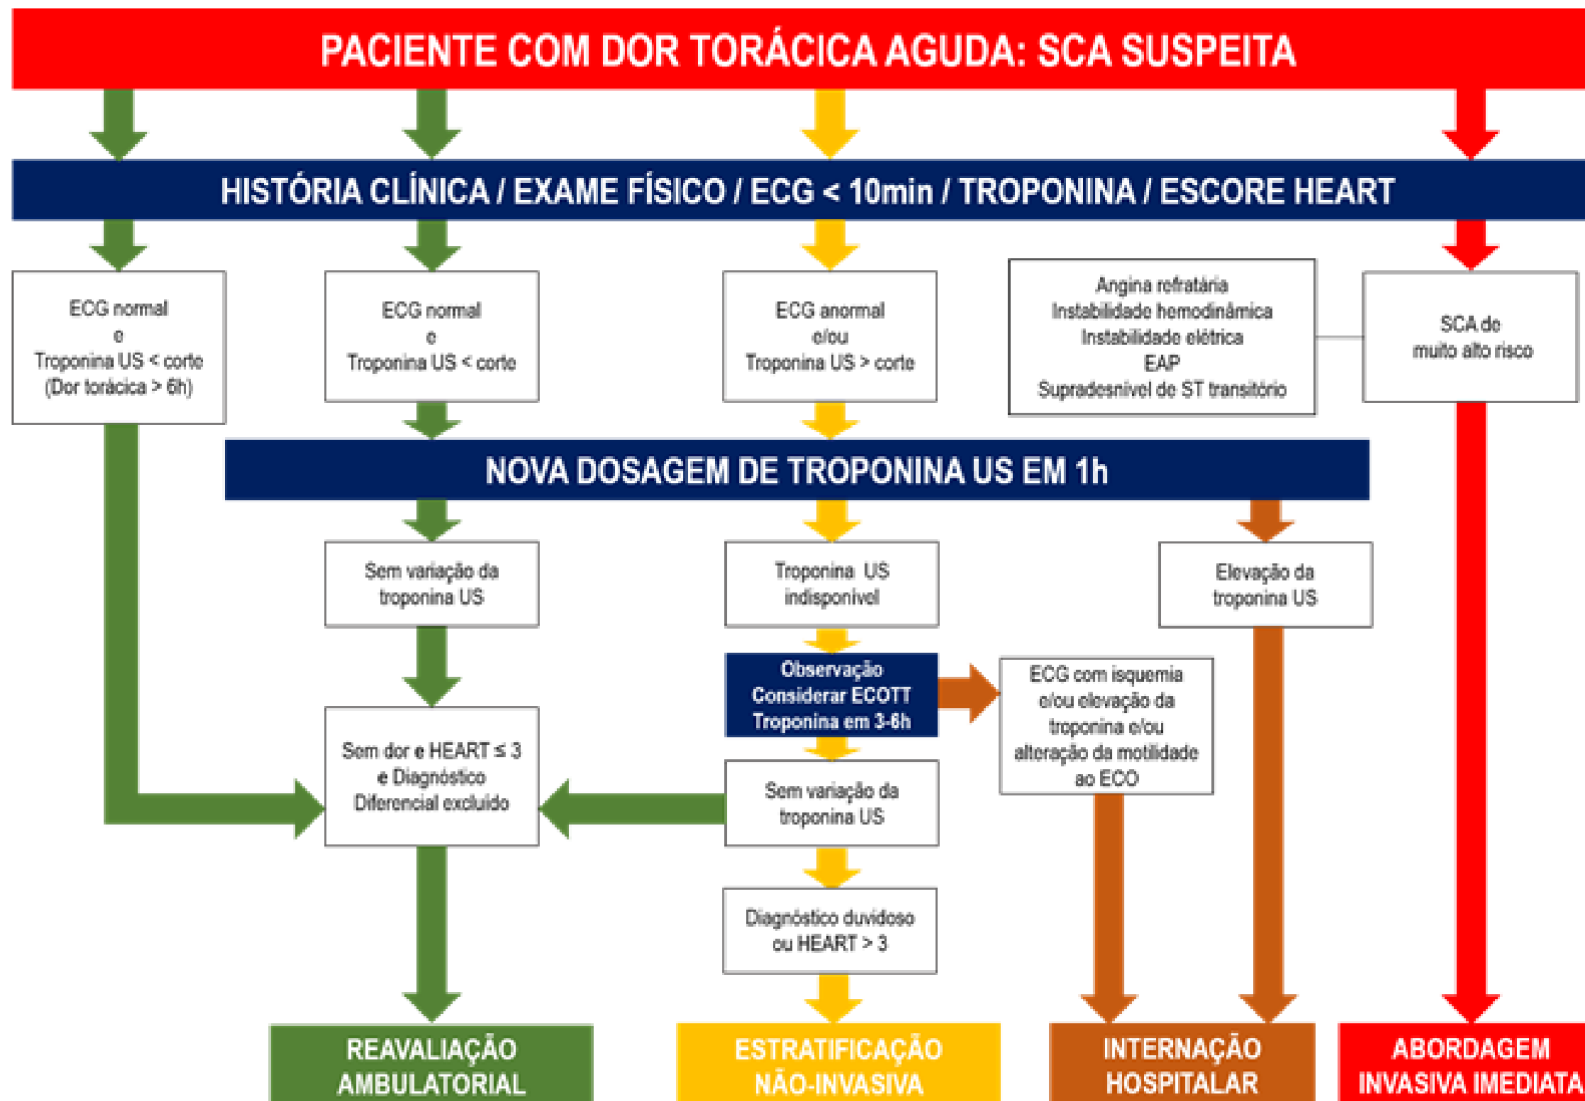 PACIENTE COM DOR TORÁCICA AGUDA: SCA SUSPEITA
HISTÓRIA CLÍNICA / EXAME FÍSICO / ECG < 10min / TROPONINA / ESCORE HEART
ECG normal
e
Troponina US < corte
(Dor torácica > 6h)
ECG normal
e
Troponina US < corte
ECG anormal
e/ou
Troponina US > corte
Angina refratária
Instabilidade hemodinâmica
Instabilidade elétrica
EAP
Supradesnível de ST transitório
SCA de
muito alto risco
NOVA DOSAGEM DE TROPONINA US EM 1h
Sem variação da
troponina US
Troponina US
indisponível
Elevação da
troponina US
Observação
Considerar ECOTT
Troponina em 3-6h
ECG com isquemia
e/ou elevação da
troponina e/ou
alteração da motilidade
ao ECO
Sem dor e HEART ≤ 3
e Diagnóstico
Diferencial excluído
Sem variação da
troponina US
Diagnóstico duvidoso
ou HEART > 3
REAVALIAÇÃO
AMBULATORIAL
ESTRATIFICAÇÃO
NÃO-INVASIVA
INTERNAÇÃO
HOSPITALAR
ABORDAGEM
INVASIVA IMEDIATA